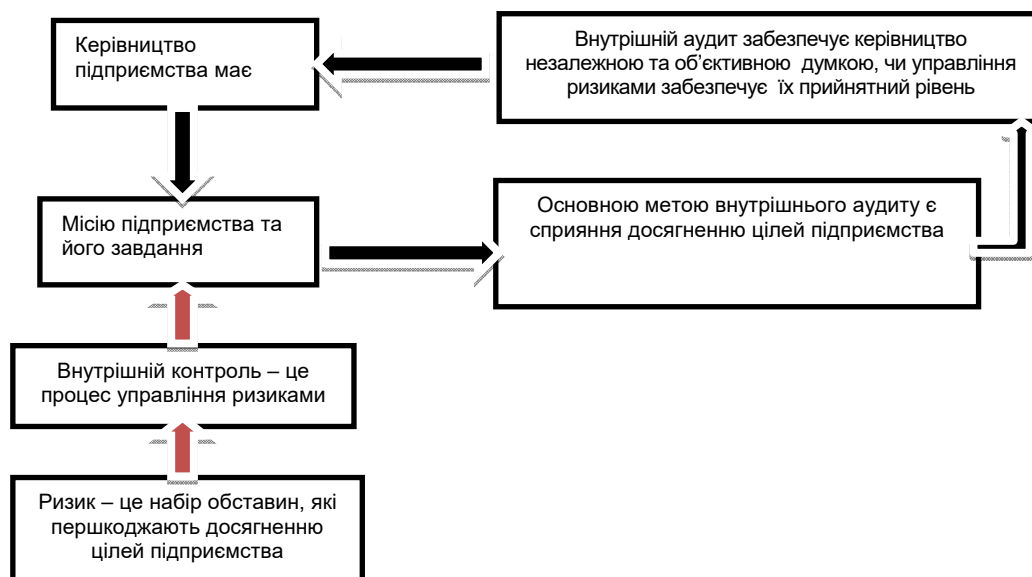 Керівництво
підприємства має
Внутрішній аудит забезпечує керівництво
незалежною та об’єктивною думкою, чи управління
ризиками забезпечує їх прийнятний рівень
Місію підприємства та
його завдання
Основною метою внутрішнього аудиту є
сприяння досягненню цілей підприємства
Внутрішній контроль – це
процес управління ризиками
Ризик – це набір обставин, які
першкоджають досягненню
цілей підприємства